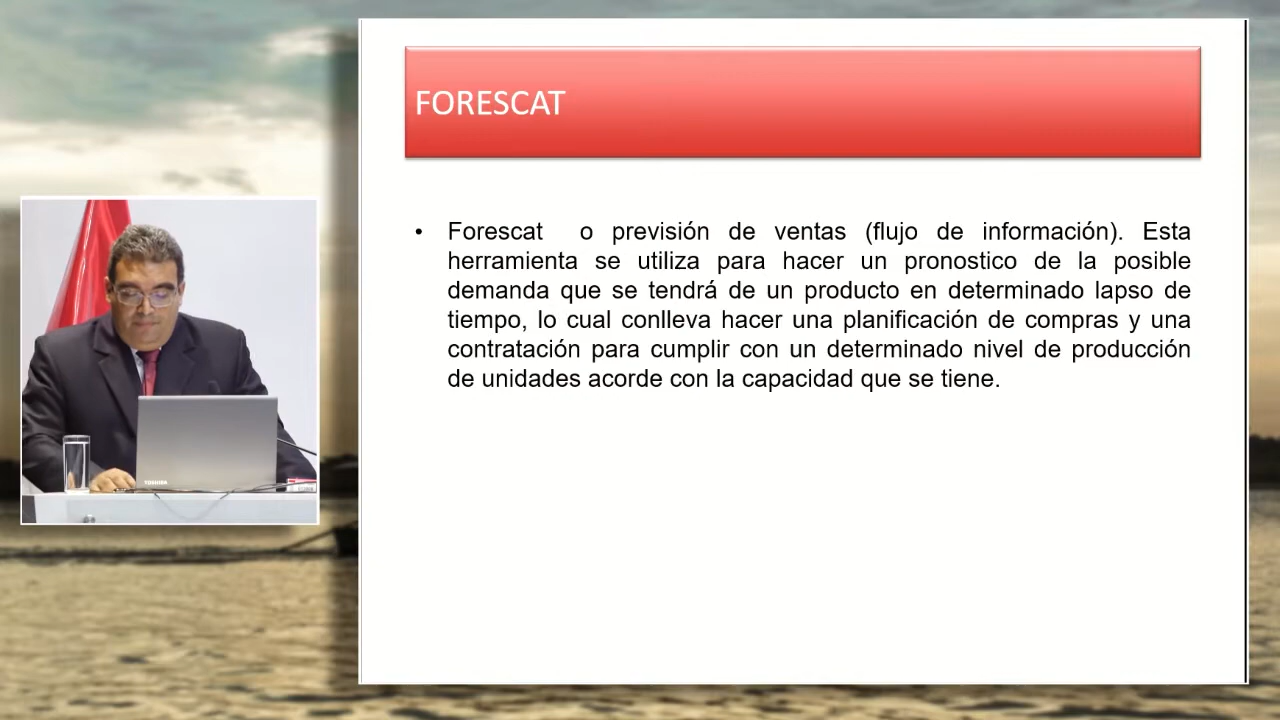 FORESCAT
• Forescat o previsión de ventas (flujo de información). Esta
herramienta se utiliza para hacer un pronostico de la posible
demanda que se tendrá de un producto en determinado lapso de
tiempo, lo cual conlleva hacer una planificación de compras y una
contratación para cumplir con un determinado nivel de producción
de unidades acorde con la capacidad que se tiene.
TOSHIBA